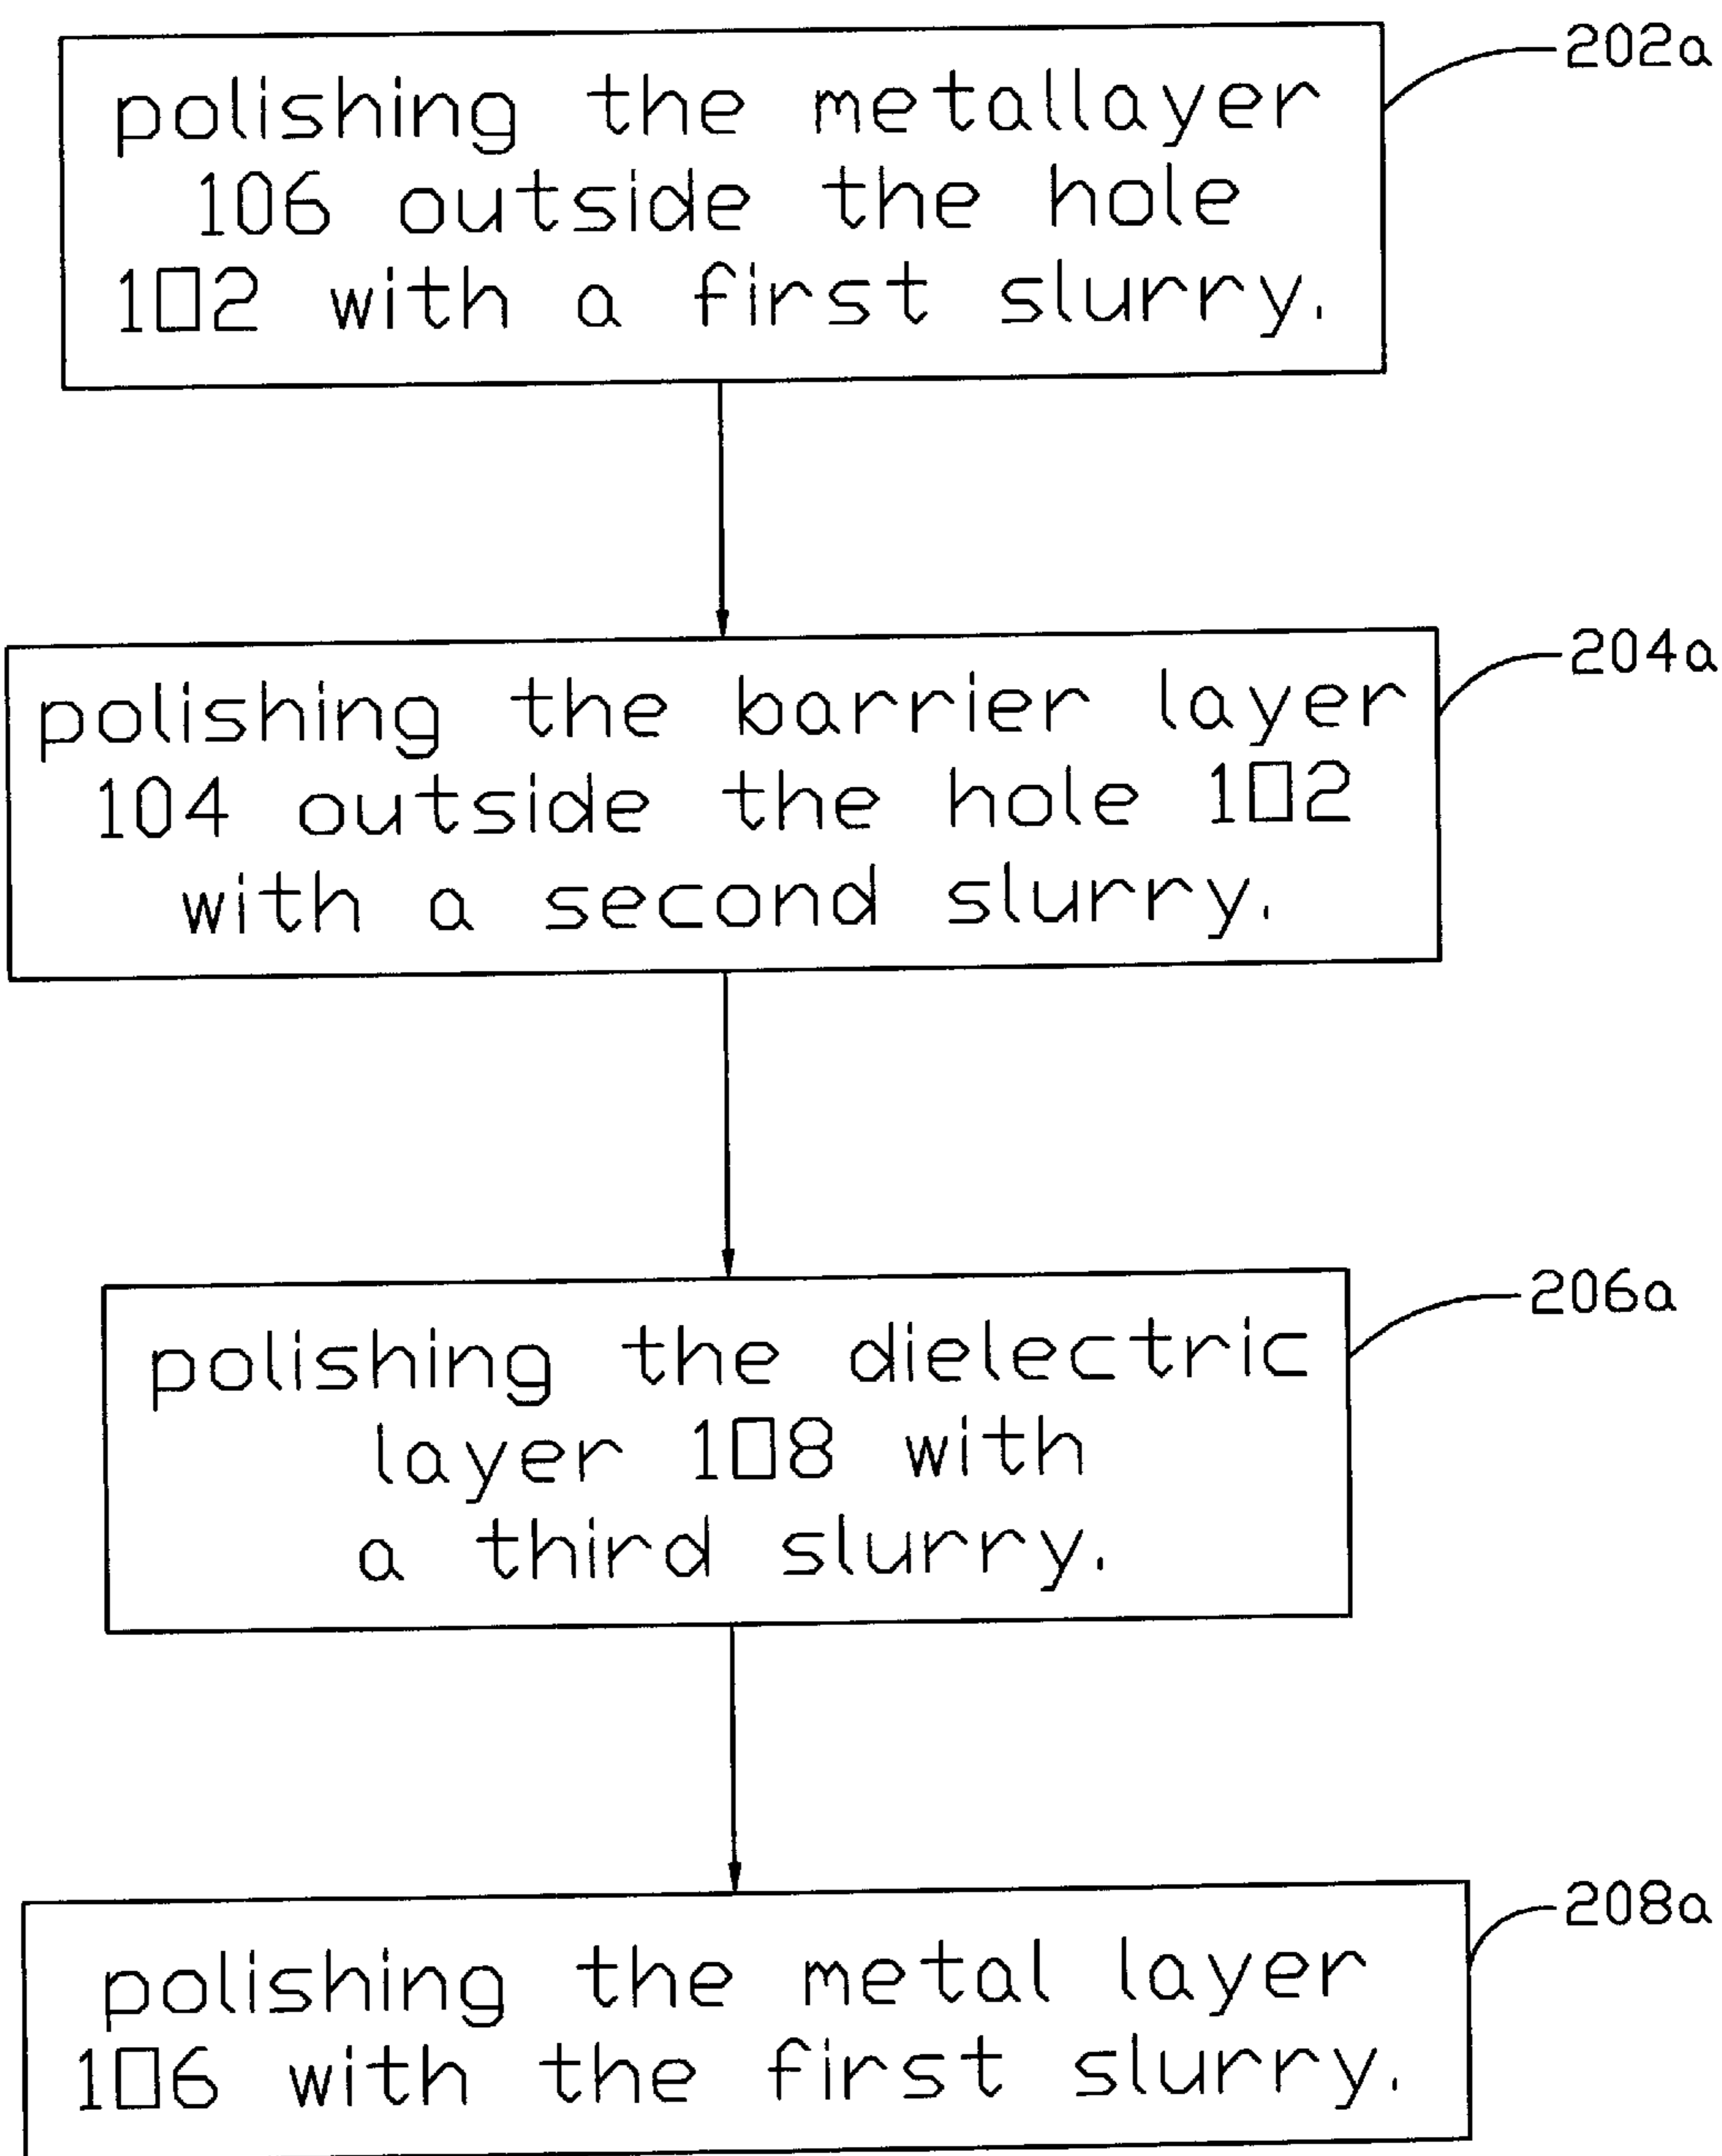 202a
polishing the metallayer
106 outside the hole
102 with a first slurry.
204a
polishing the barrier layer
104 outside the hole 102
with a second slurry.
206a
polishing the dielectric
layer 108 with
a third slurry.
208a
polishing the metal layer
106 with the first slurry.